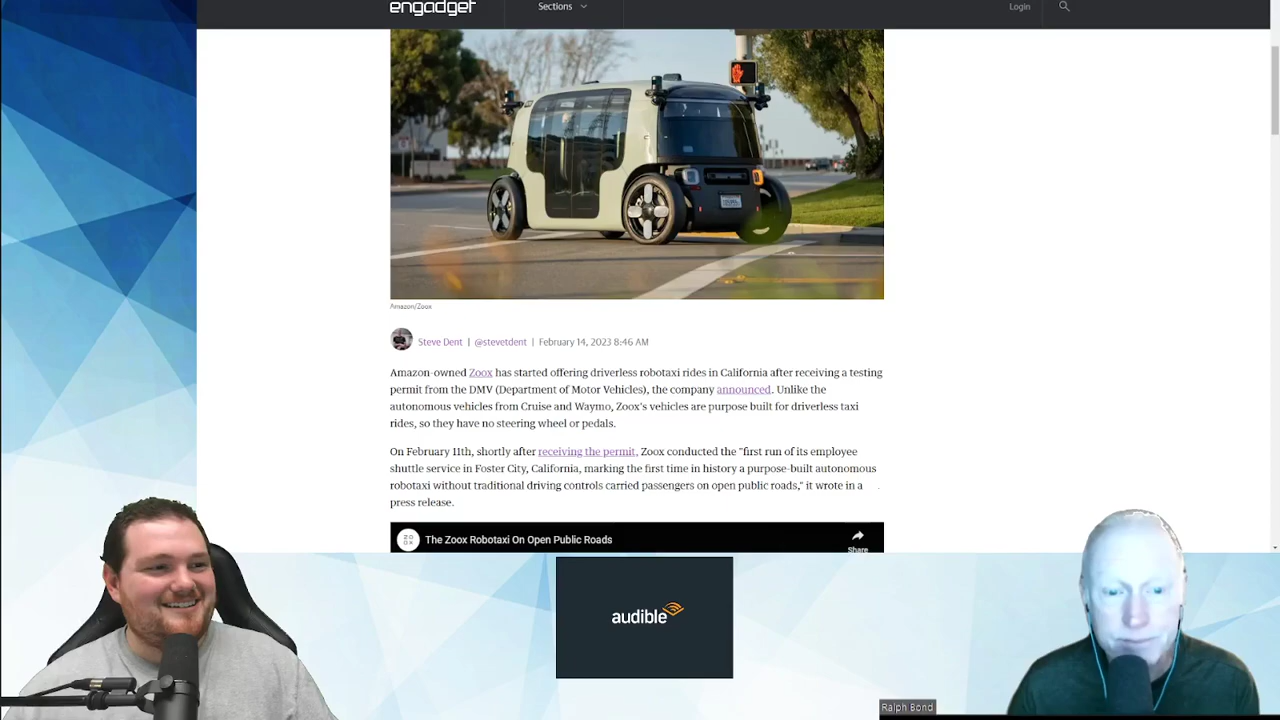 engadget
Sections
Login
Amazon/Zoox
Steve Dent | @stevetdent | February 14, 2023 8:46 AM
Amazon-owned Zoox has started offering driverless robotaxi rides in California after receiving a testing
permit from the DMV (Department of Motor Vehicles), the company announced. Unlike the
autonomous vehicles from Cruise and Waymo, Zoox's vehicles are purpose built for driverless taxi
rides, so they have no steering wheel or pedals.
On February 11th, shortly after receiving the permit, Zoox conducted the "first run of its employee
shuttle service in Foster City, California, marking the first time in history a purpose-built autonomous
robotaxi without traditional driving controls carried passengers on open public roads," it wrote in a
press release.
ZO
OX
The Zoox Robotaxi On Open Public Roads
Share
audible
Ralph Bond